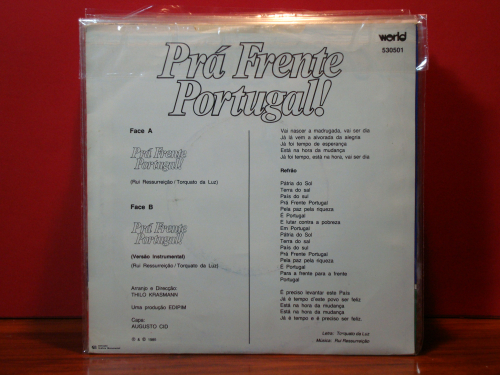 world
530501
Prá Frente
Portugal!
Face A
Prá Frente
Portugal!
(Rui Ressurreição / Torquato da Luz)
Face B
Prá Frente
Portugal!
(Versão Instrumental)
(Rui Ressurreição / Torquato da Luz)
Arranjo e Direcção:
THILO KRASMANN
Uma produção EDIPIM
Capa:
AUGUSTO CID
Vai nascer a madrugada, vai ser dia
Já lá vem a alvorada da alegria
Já foi tempo de esperança
Está na hora da mudança
Já foi tempo, está na hora, vai ser dia
Refrão
Pátria do Sol
Terra do sal
País do sul
Prá Frente Portugal
Pela paz pela riqueza
É Portugal
E lutar contra a pobreza
Em Portugal
Pátria do Sol
Terra do sal
País do sul
Prá Frente Portugal
Pela paz pela riqueza
É Portugal
Para a frente para a frente
Portugal
É preciso levantar este País
Já é tempo d'este povo ser feliz
Está na hora da mudança
Já é tempo e é preciso ser feliz
Letra: Torquato da Luz
Música: Rui Ressurreição